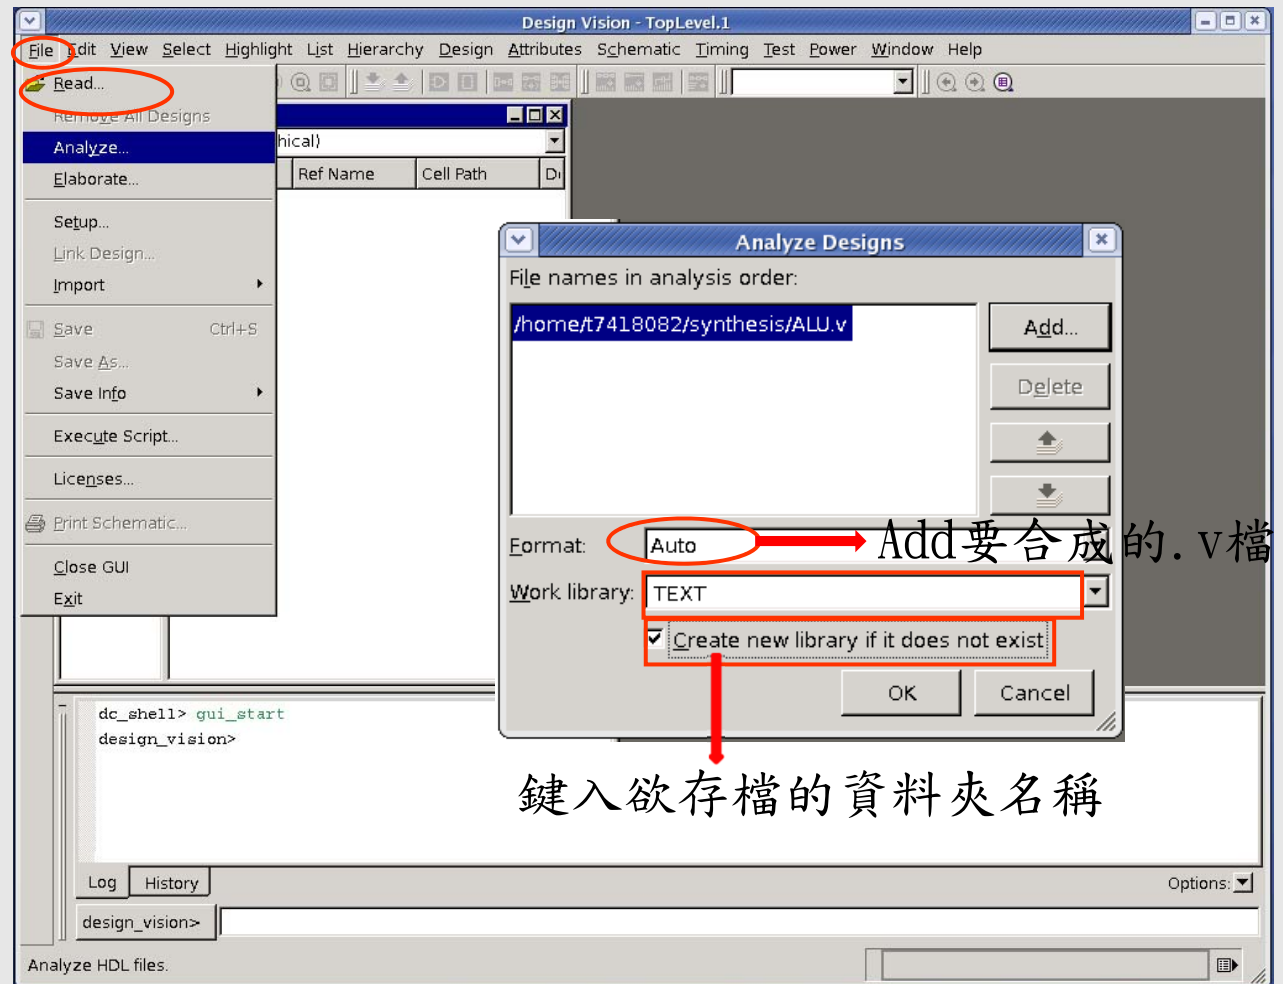 Design Vision - TopLevel.1
File Edit View Select Highlight List Hierarchy Design Attributes Schematic Timing Test Power Window Help
Read...
Remove All Designs
Analyze...
Elaborate...
Setup...
Link Design...
Import
Save Ctrl+S
Save As...
Save Info
Execute Script...
Licenses...
Print Schematic...
Close GUI
Exit
hical)
Ref Name Cell Path
Analyze Designs
File names in analysis order:
/home/t7418082/synthesis/ALU.v
Add...
Delete
Format: Auto
Add要合成的.v檔
Work library: TEXT
Create new library if it does not exist
OK Cancel
dc_shell> gui_start
design_vision>
鍵入欲存檔的資料夾名稱
Log History Options:
design_vision>
Analyze HDL files.